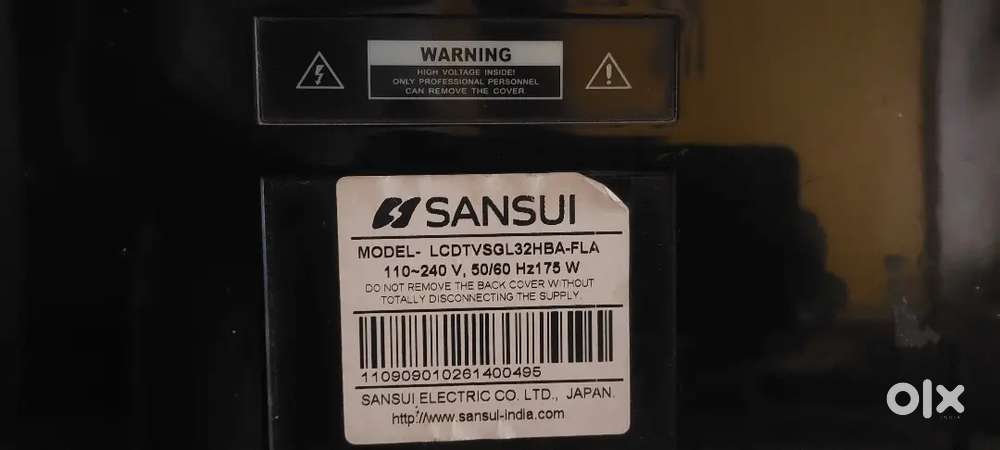 WARNING
HIGH VOLTAGE INSIDE!
ONLY PROFESSIONAL PERSONNEL
CAN REMOVE THE COVER
SANSUI
MODEL- LCDTVSGL32HBA-FLA
110~240 V, 50/60 Hz175 W
DO NOT REMOVE THE BACK COVER WITHOUT
TOTALLY DISCONNECTING THE SUPPLY.
110909010261400495
SANSUI ELECTRIC CO. LTD., JAPAN.
http://www.sansui-india.com
olx
INDIA